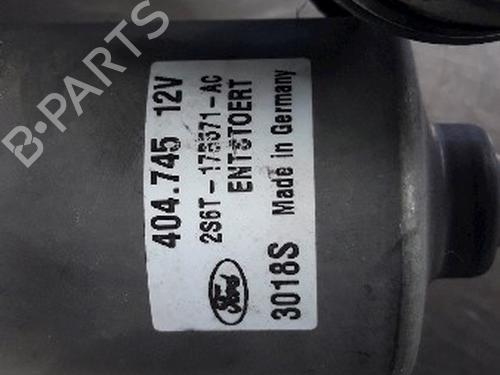 404.745 12V
2S6T-17B571-AC
ENTSTOERT
Ford
3018S Made in Germany
B-PARTS